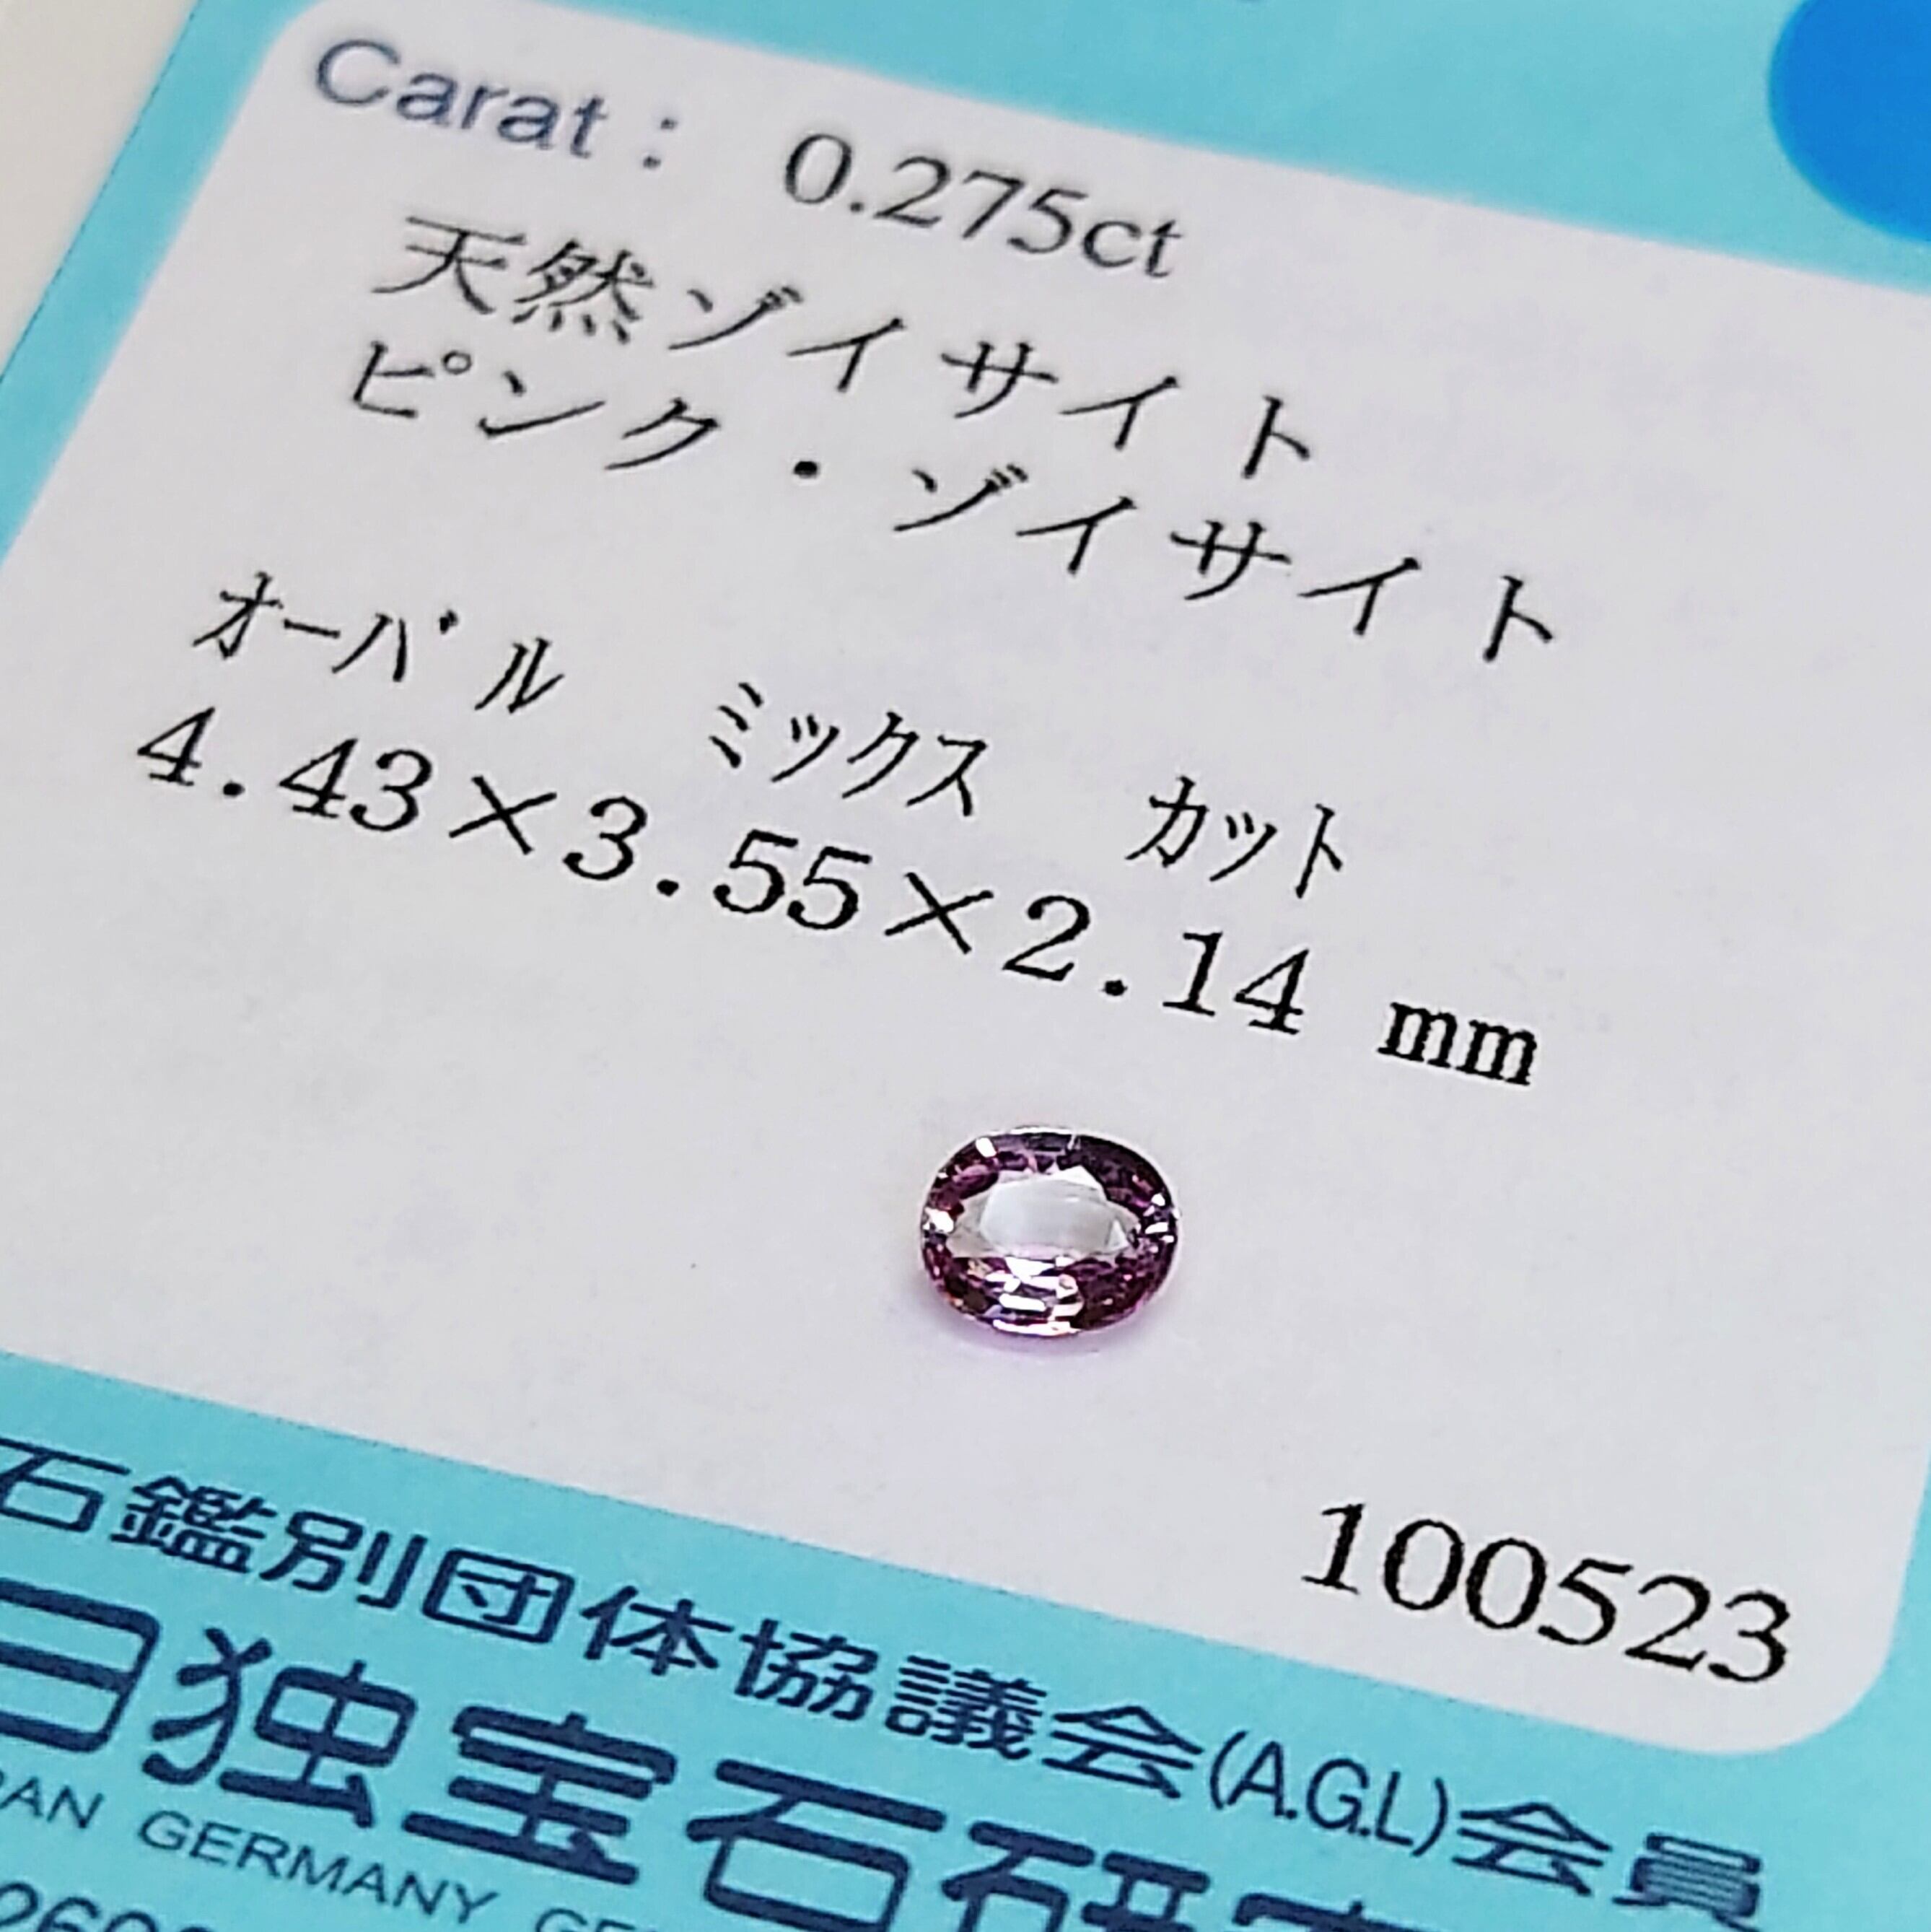 Carat: 0.275ct
天然ゾイサイト
ピンク・ゾイサイト
オーバル ミックス カット
4.43×3.55×2.14 mm
100523
石鑑別団体協議会(A.G.L)会員
日独宝石研
GERMANY